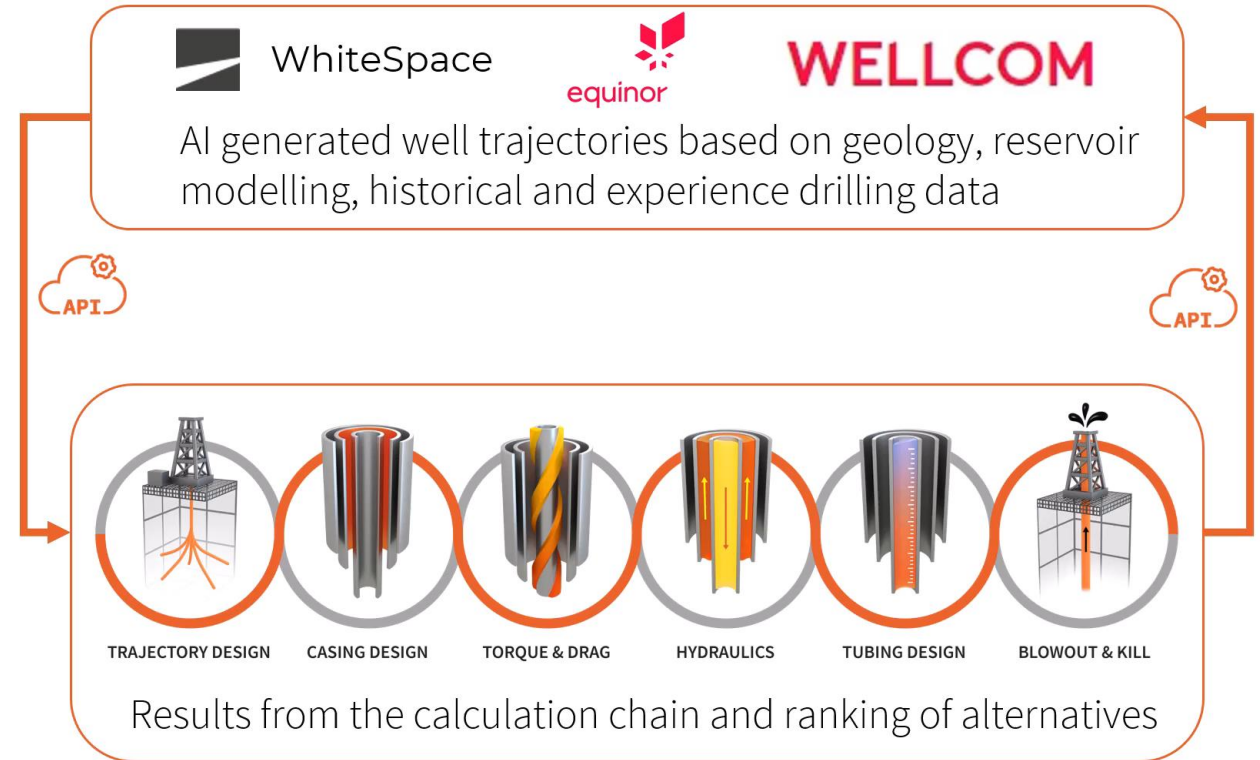 WhiteSpace
equinor
WELLCOM
AI generated well trajectories based on geology, reservoir
modelling, historical and experience drilling data
API
API
TRAJECTORY DESIGN
CASING DESIGN
TORQUE & DRAG
HYDRAULICS
TUBING DESIGN
BLOWOUT & KILL
Results from the calculation chain and ranking of alternatives